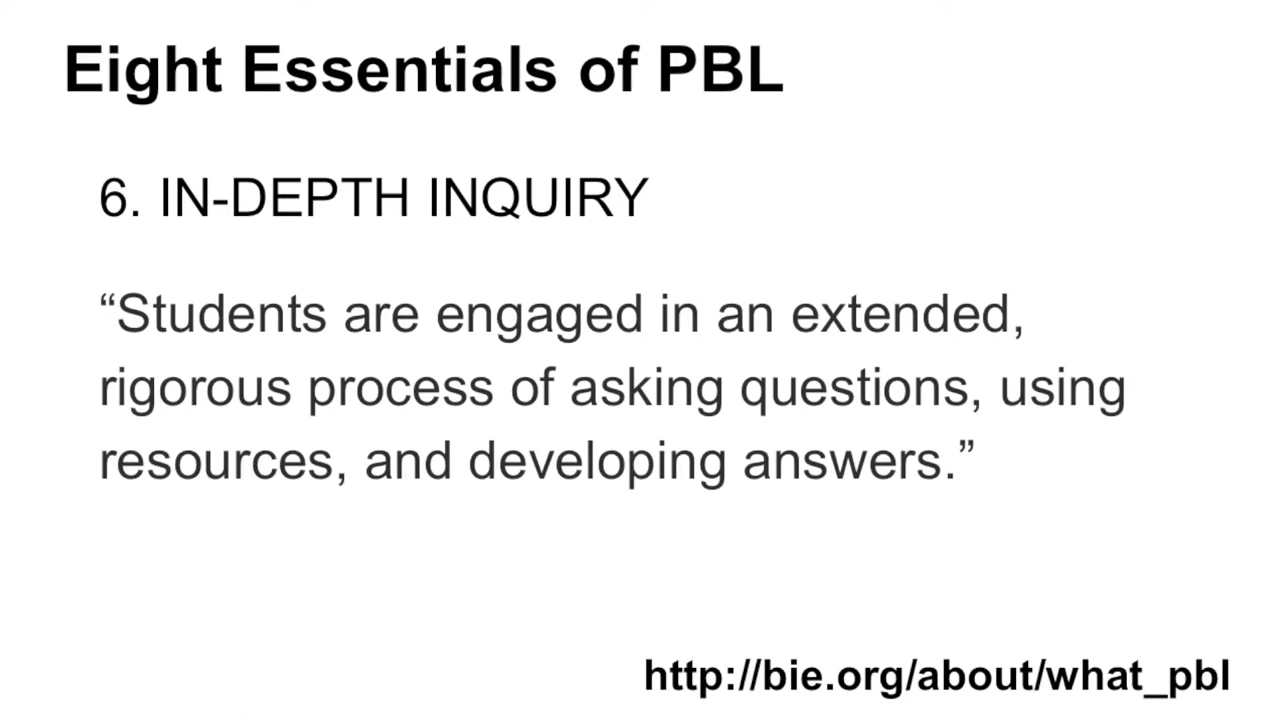 Eight Essentials of PBL
6. IN-DEPTH INQUIRY
“Students are engaged in an extended,
rigorous process of asking questions, using
resources, and developing answers.”
http://bie.org/about/what_pbl